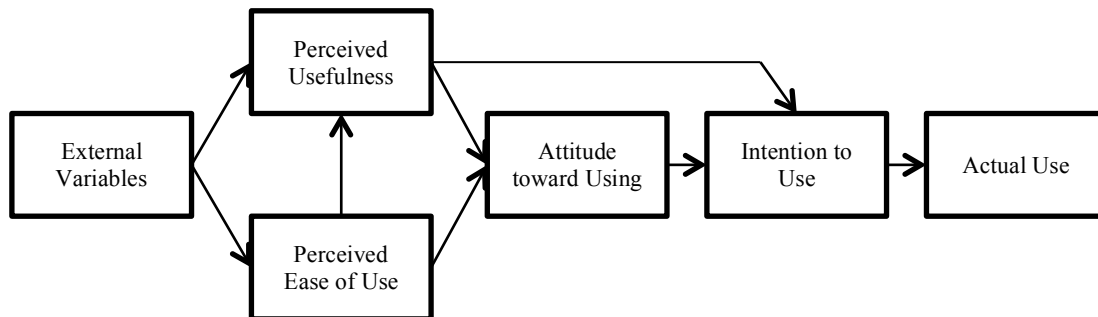 Perceived
Usefulness
External
Variables
Attitude
toward Using
Intention to
Use
Actual Use
Perceived
Ease of Use